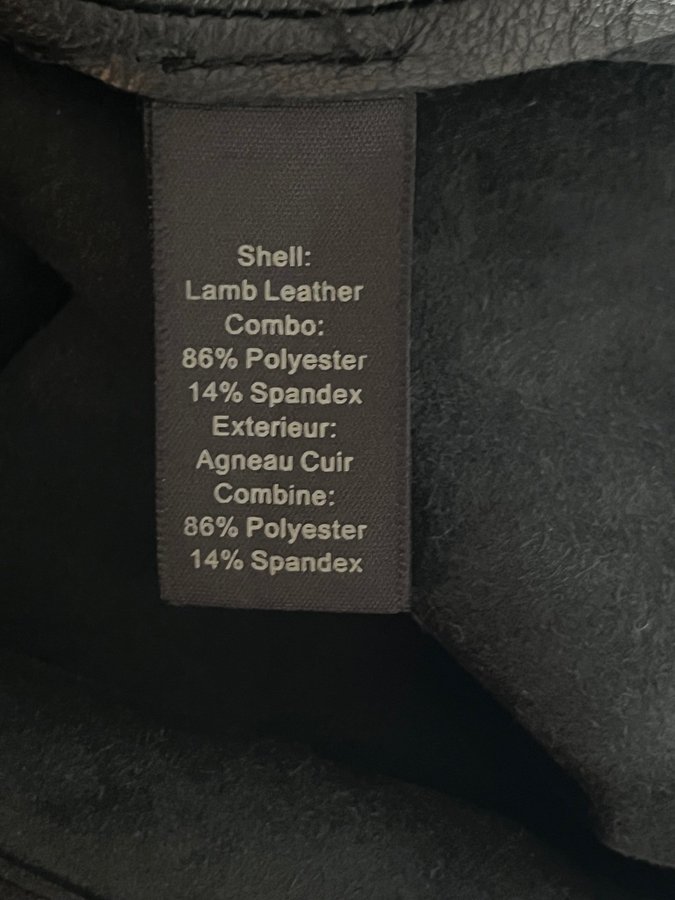 Shell:
Lamb Leather
Combo:
86% Polyester
14% Spandex
Exterieur:
Agneau Cuir
Combine:
86% Polyester
14% Spandex